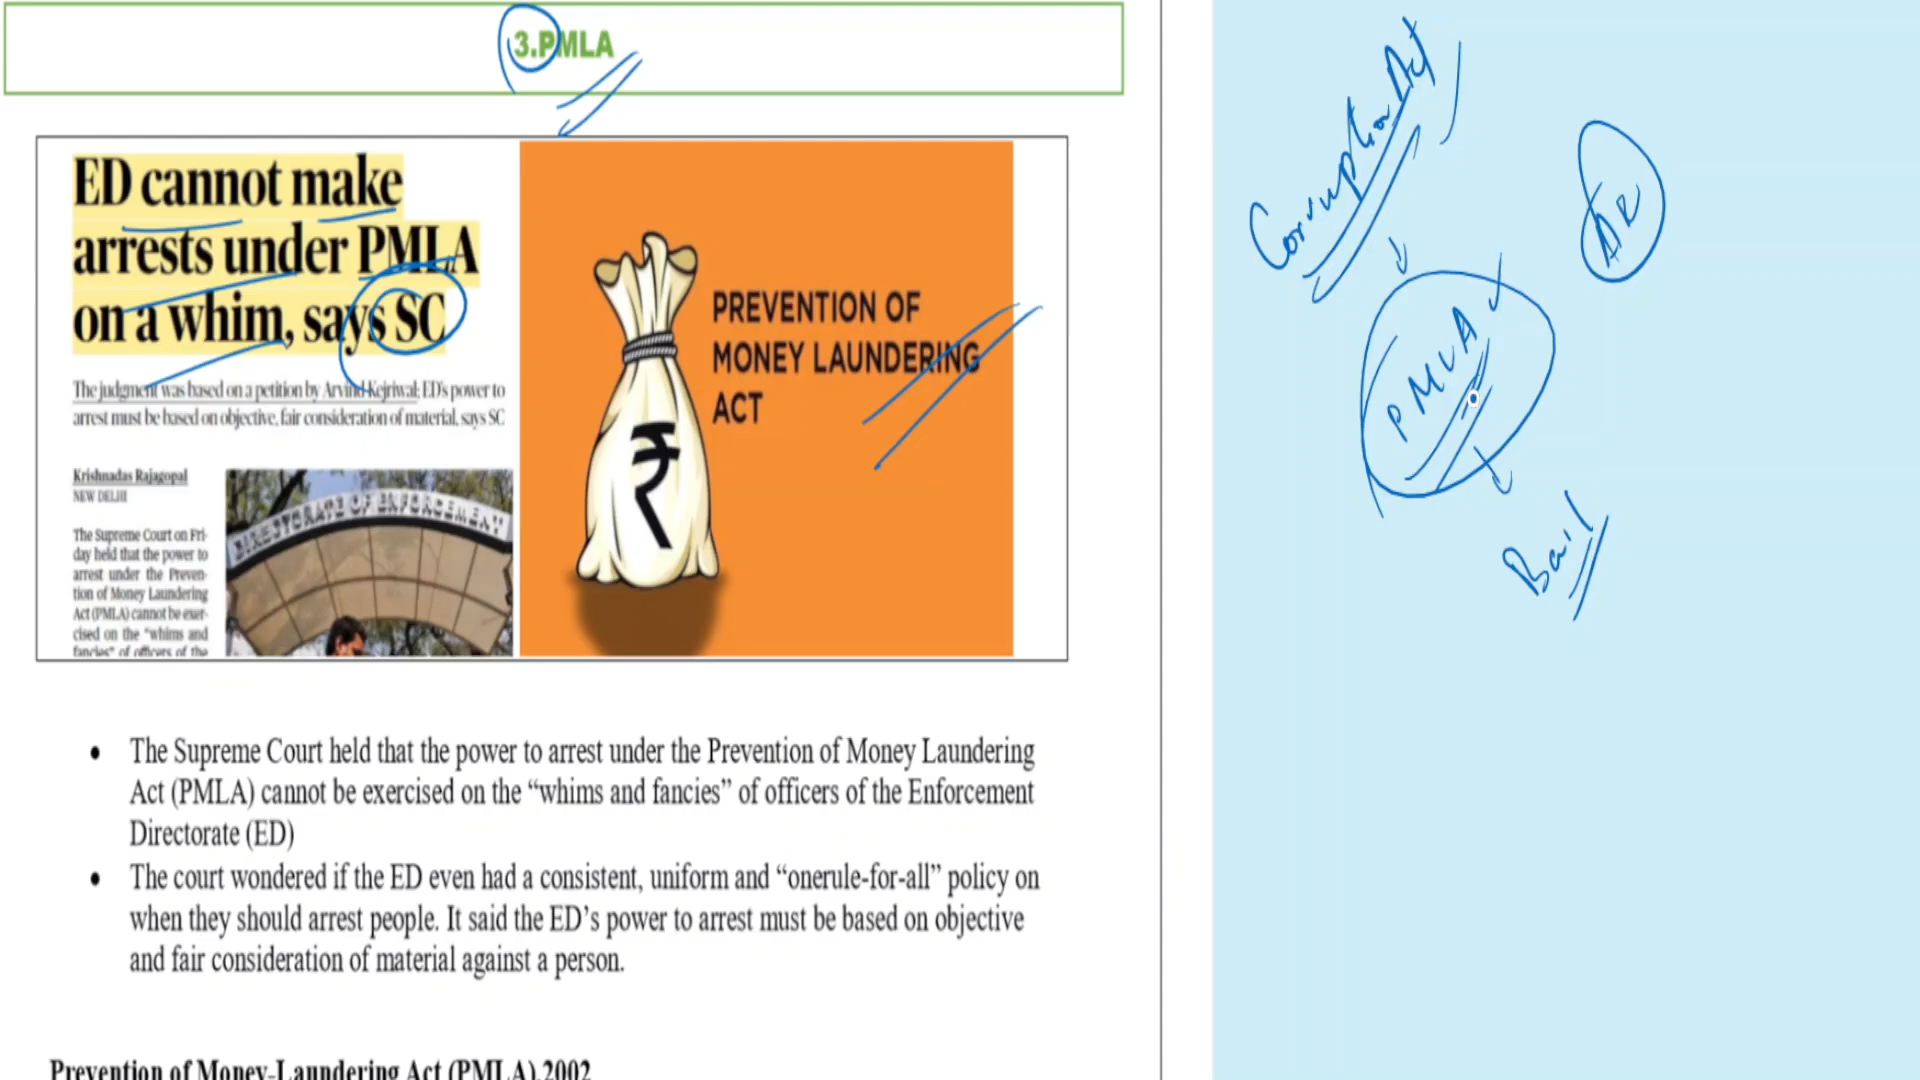 3.PMLA
ED cannot make
arrests under PMLA
on a whim, says SC
The judgment was based on a petition by Arvind Kejriwal; ED's power to
arrest must be based on objective, fair consideration of material, says SC
Krishnadas Rajagopal
NEW DELHI
The Supreme Court on Fri-
day held that the power to
arrest under the Preven-
tion of Money Laundering
Act (PMLA) cannot be exer-
cised on the "whims and
fancies" of officers of the
DIRECTORATE OF ENFORCEMENT
PREVENTION OF
MONEY LAUNDERING
ACT
₹
• The Supreme Court held that the power to arrest under the Prevention of Money Laundering
Act (PMLA) cannot be exercised on the “whims and fancies” of officers of the Enforcement
Directorate (ED)
• The court wondered if the ED even had a consistent, uniform and “onerule-for-all” policy on
when they should arrest people. It said the ED’s power to arrest must be based on objective
and fair consideration of material against a person.
Prevention of Money-Laundering Act (PMLA),2002
Corruption Act
AK
PMLA
Bail